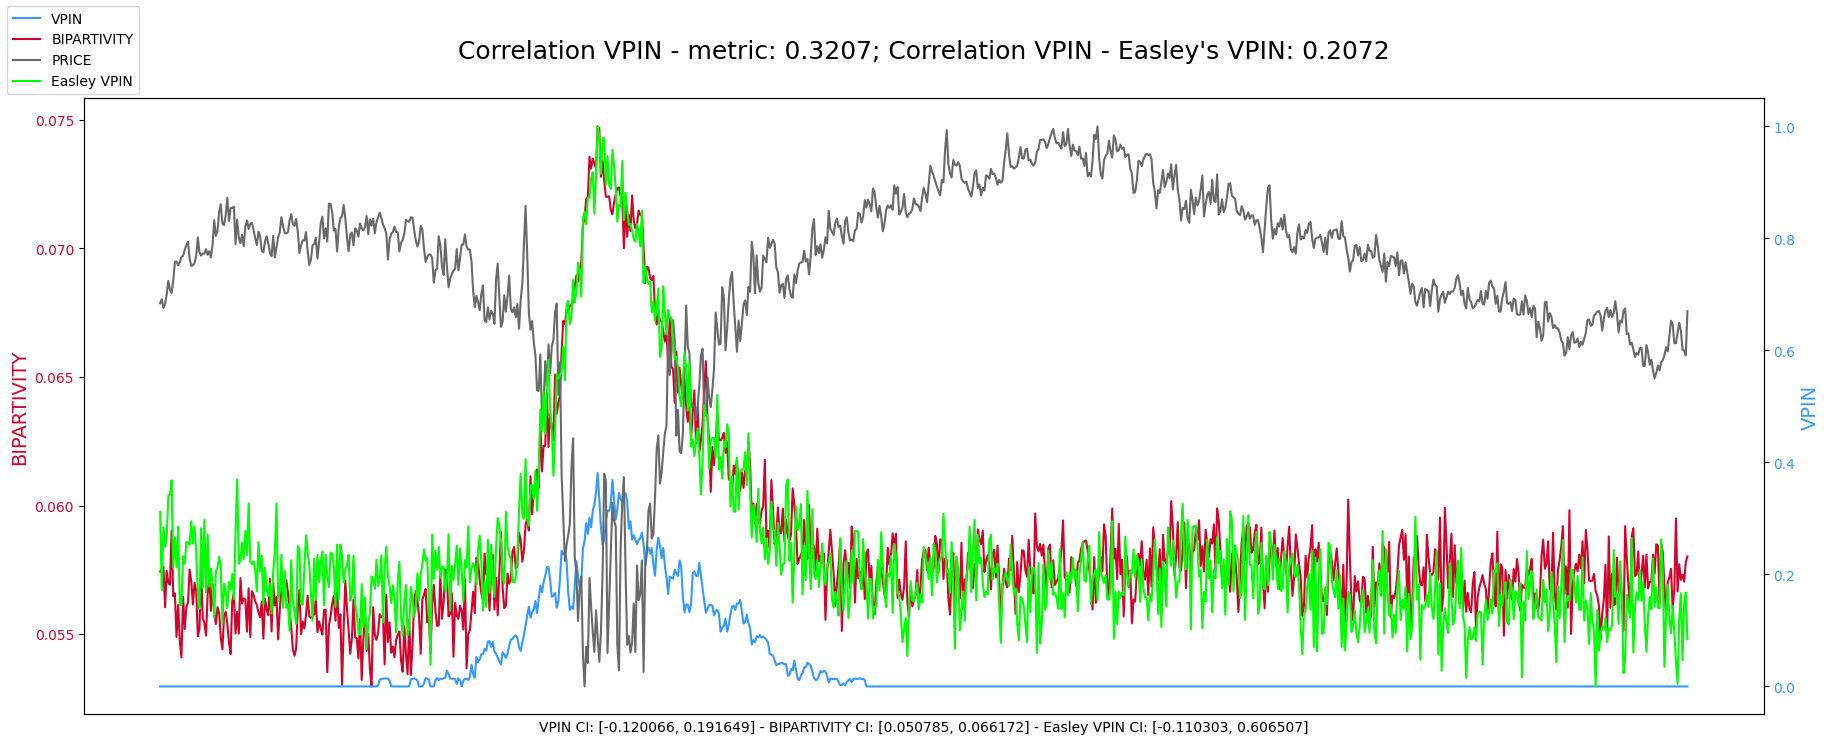 VPIN
BIPARTIVITY
PRICE
Easley VPIN
Correlation VPIN - metric: 0.3207; Correlation VPIN - Easley's VPIN: 0.2072
BIPARTIVITY
0.075
0.070
0.065
0.060
0.055
1.0
0.8
0.6
0.4
0.2
0.0
VPIN
VPIN CI: [-0.120066, 0.191649] - BIPARTIVITY CI: [0.050785, 0.066172] - Easley VPIN CI: [-0.110303, 0.606507]